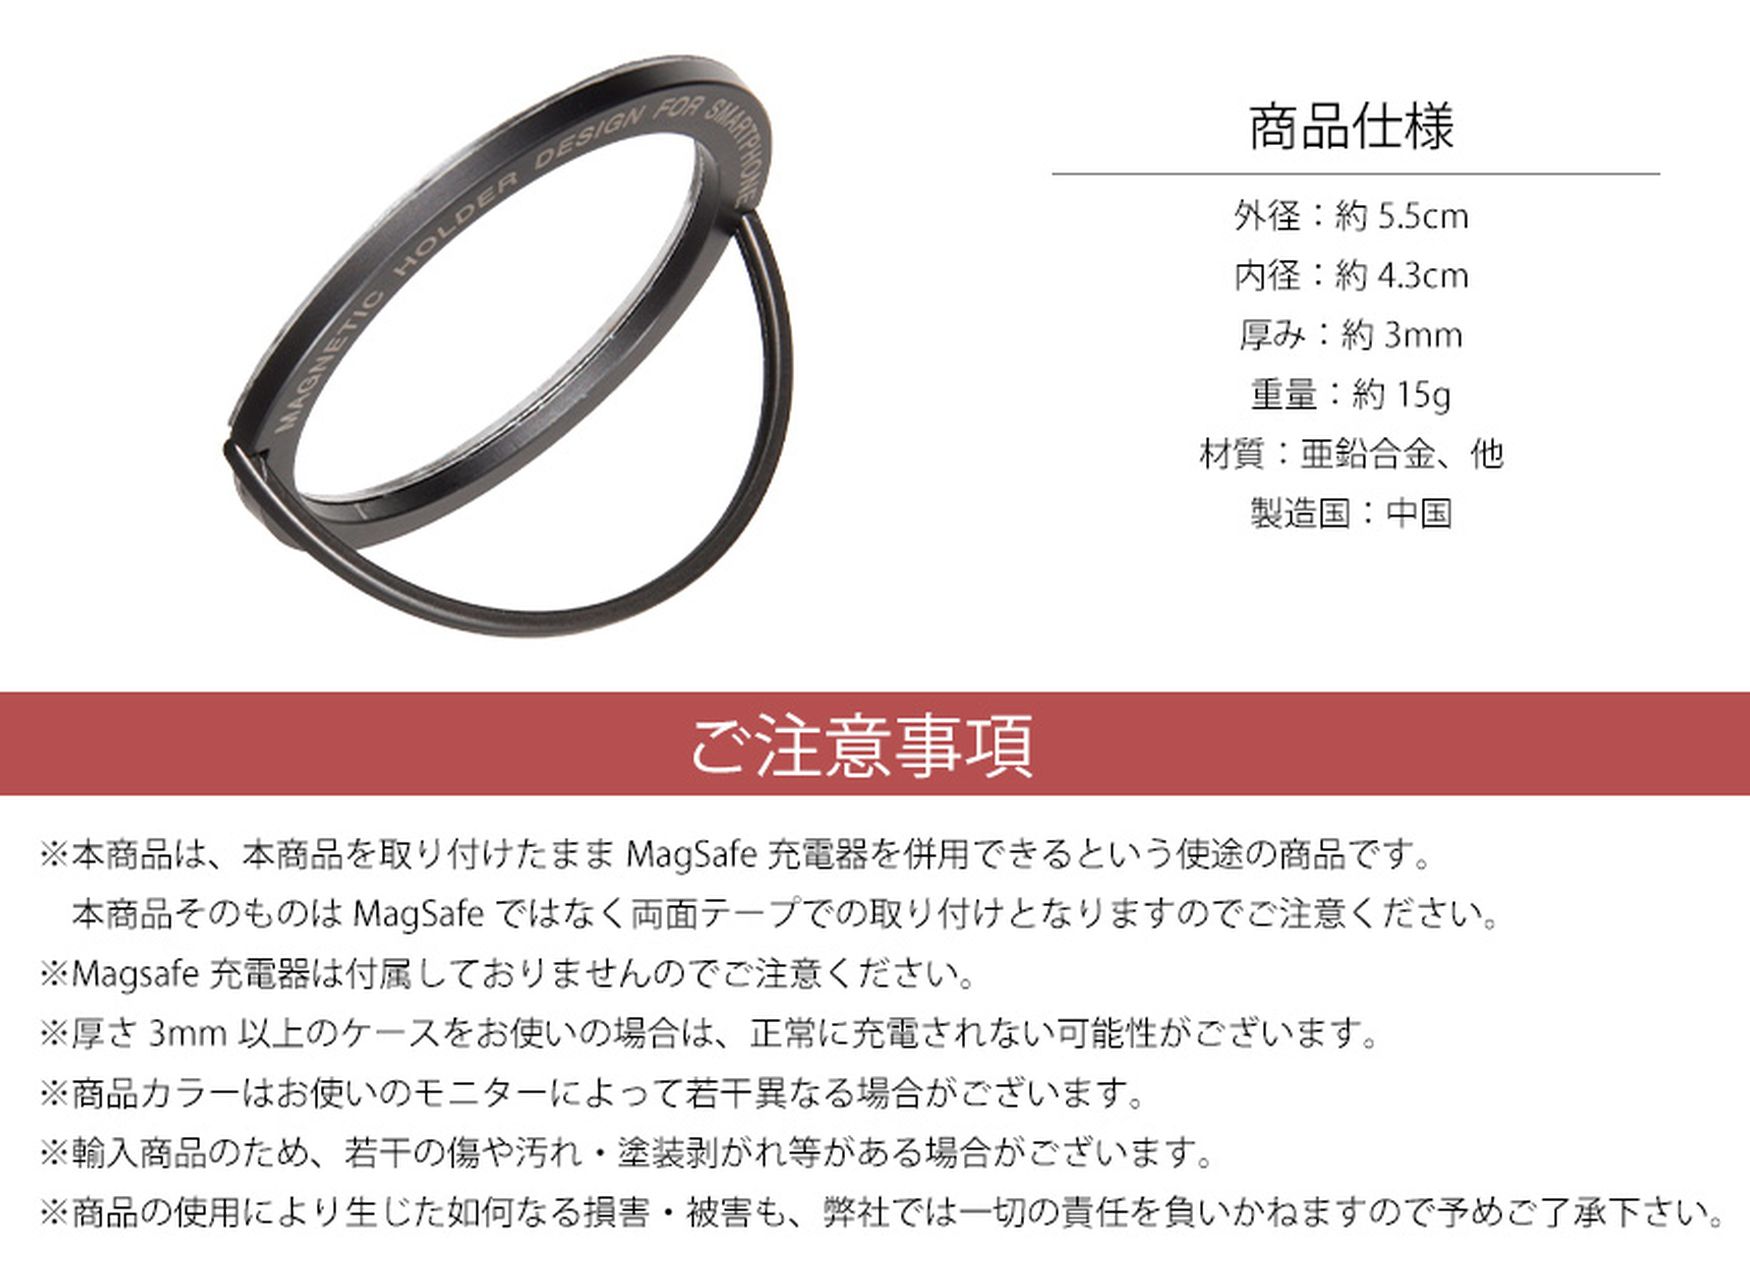 MAGNETIC HOLDER DESIGN FOR SMARTPHONE
商品仕様
外径：約 5.5cm
内径：約 4.3cm
厚み：約 3mm
重量：約 15g
材質：亜鉛合金、他
製造国：中国
ご注意事項
※本商品は、本商品を取り付けたまま MagSafe 充電器を併用できるという使途の商品です。
本商品そのものは MagSafe ではなく両面テープでの取り付けとなりますのでご注意ください。
※Magsafe 充電器は付属しておりませんのでご注意ください。
※厚さ 3mm 以上のケースをお使いの場合は、正常に充電されない可能性がございます。
※商品カラーはお使いのモニターによって若干異なる場合がございます。
※輸入商品のため、若干の傷や汚れ・塗装剥がれ等がある場合がございます。
※商品の使用により生じた如何なる損害・被害も、弊社では一切の責任を負いかねますので予めご了承下さい。